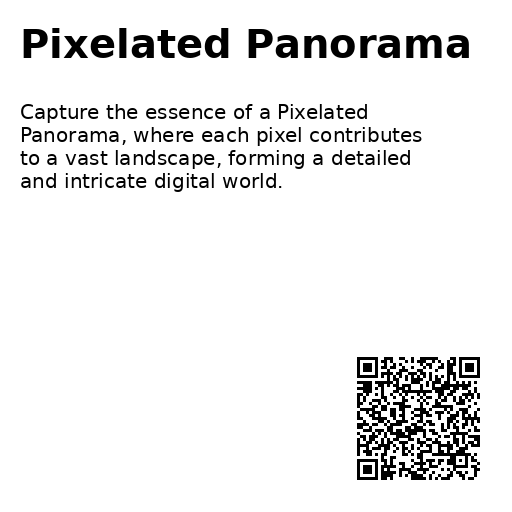 Pixelated Panorama
Capture the essence of a Pixelated
Panorama, where each pixel contributes
to a vast landscape, forming a detailed
and intricate digital world.